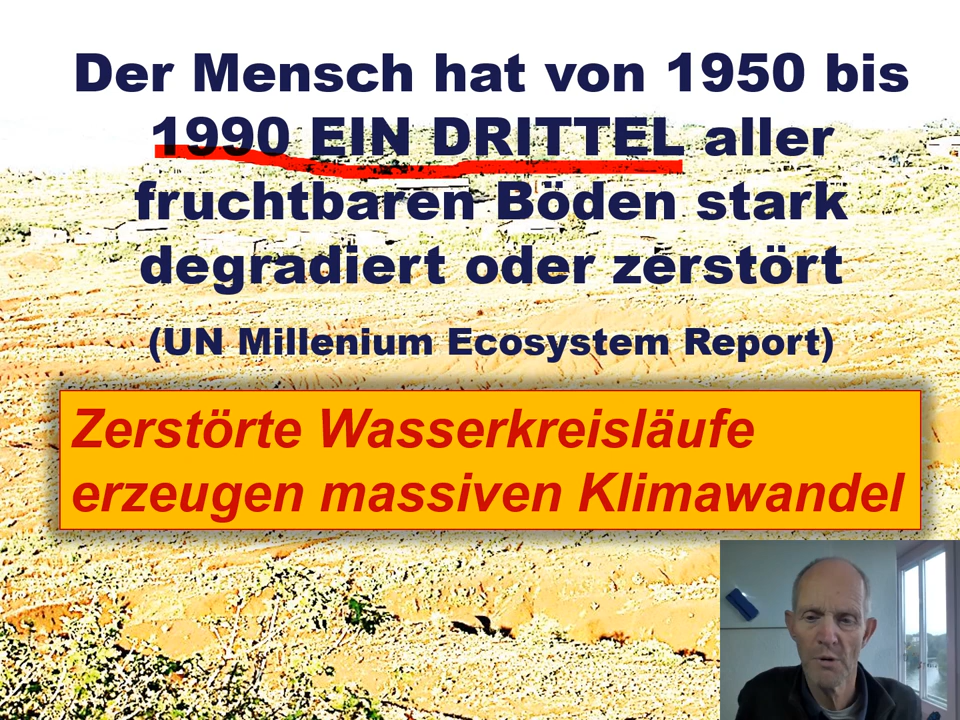 Der Mensch hat von 1950 bis
1990 EIN DRITTEL aller
fruchtbaren Böden stark
degradiert oder zerstört
(UN Millenium Ecosystem Report)
Zerstörte Wasserkreisläufe
erzeugen massiven Klimawandel